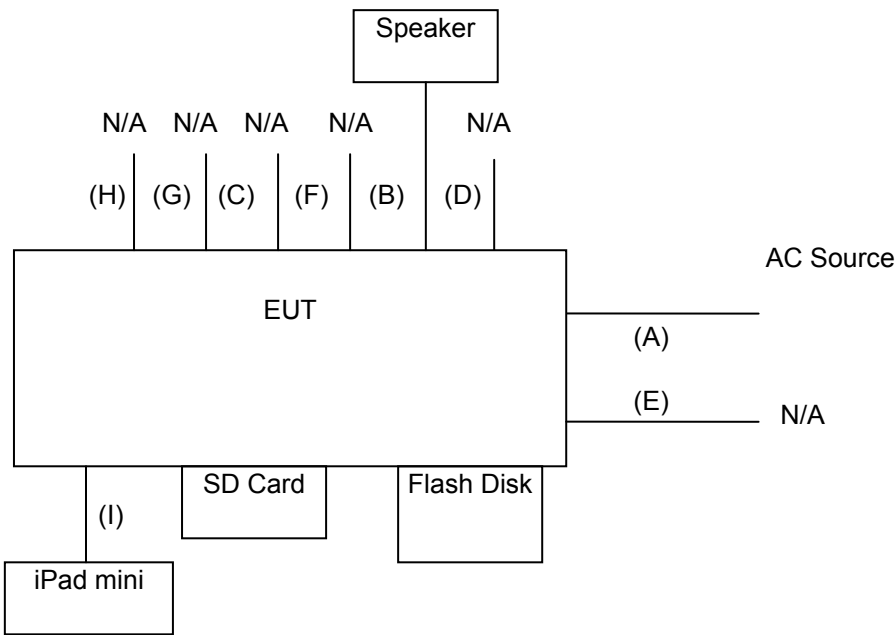 Speaker
N/A N/A N/A N/A N/A
(H) (G) (C) (F) (B) (D)
AC Source
EUT
(A)
(E)
N/A
SD Card Flash Disk
(I)
iPad mini